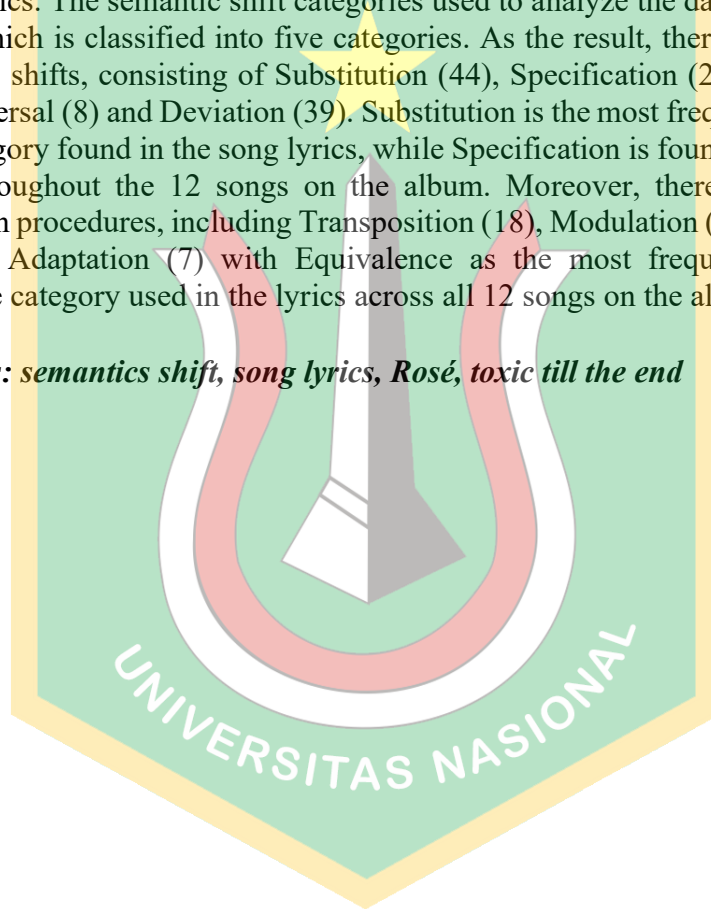 ics. The semantic shift categories used to analyze the da
hich is classified into five categories. As the result, ther
shifts, consisting of Substitution (44), Specification (2
ersal (8) and Deviation (39). Substitution is the most freq
gory found in the song lyrics, while Specification is foun
oughout the 12 songs on the album. Moreover, there
n procedures, including Transposition (18), Modulation (
Adaptation (7) with Equivalence as the most frequ
e category used in the lyrics across all 12 songs on the al
: semantics shift, song lyrics, Rosé, toxic till the end
UNIVERSITAS NASIONAL